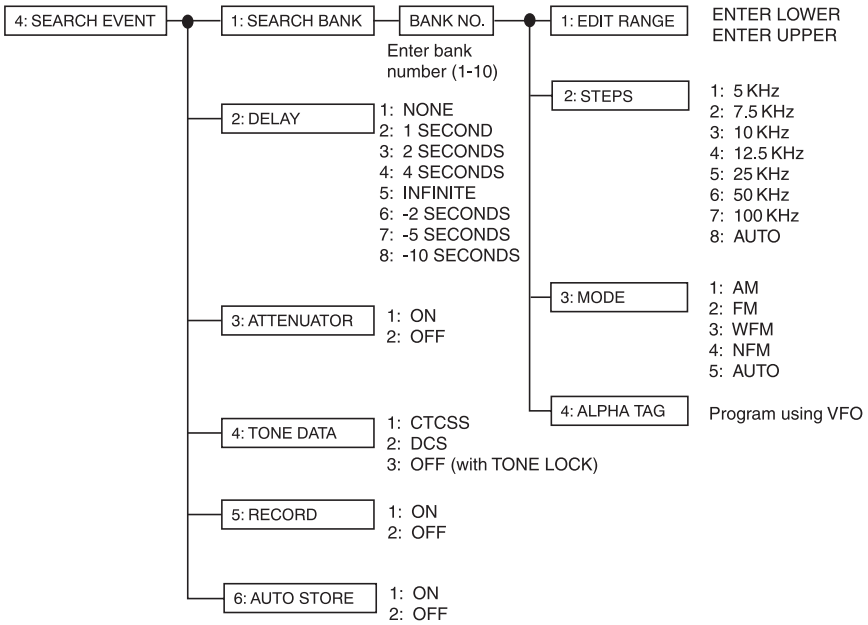 4: SEARCH EVENT
1: SEARCH BANK
BANK NO.
Enter bank
number (1-10)
1: EDIT RANGE
ENTER LOWER
ENTER UPPER
2: STEPS
1: 5 KHz
2: 7.5 KHz
3: 10 KHz
4: 12.5 KHz
5: 25 KHz
6: 50 KHz
7: 100 KHz
8: AUTO
3: MODE
1: AM
2: FM
3: WFM
4: NFM
5: AUTO
4: ALPHA TAG
Program using VFO
2: DELAY
1: NONE
2: 1 SECOND
3: 2 SECONDS
4: 4 SECONDS
5: INFINITE
6: -2 SECONDS
7: -5 SECONDS
8: -10 SECONDS
3: ATTENUATOR
1: ON
2: OFF
4: TONE DATA
1: CTCSS
2: DCS
3: OFF (with TONE LOCK)
5: RECORD
1: ON
2: OFF
6: AUTO STORE
1: ON
2: OFF